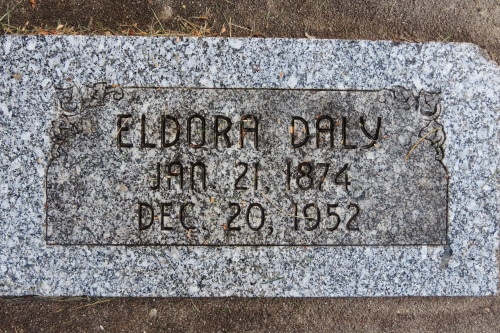 ELDORA DALY
JAN. 21, 1874
DEC. 20, 1952